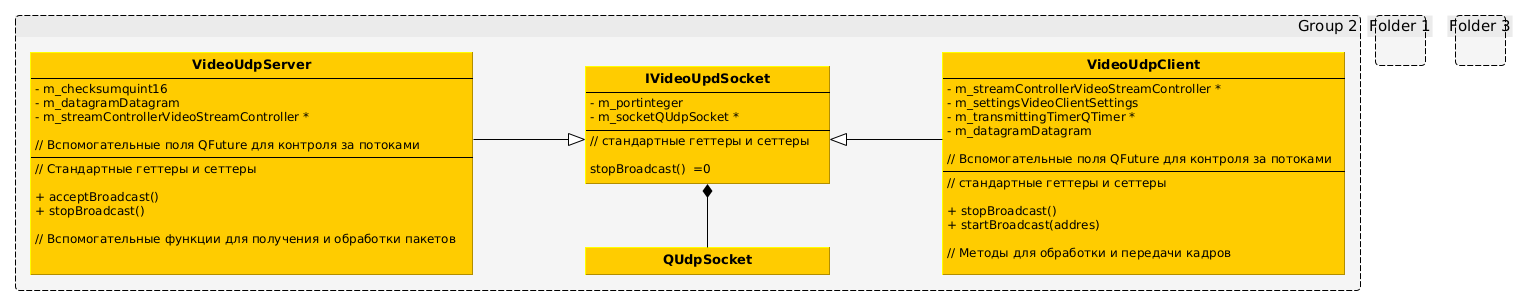 Group 2
Folder 1
Folder 3
VideoUdpServer
- m_checksumquint16
- m_datagramDatagram
- m_streamControllerVideoStreamController *
// Вспомогательные поля QFuture для контроля за потоками
// Стандартные геттеры и сеттеры
+ acceptBroadcast()
+ stopBroadcast()
// Вспомогательные функции для получения и обработки пакетов
IVideoUpdSocket
- m_portinteger
- m_socketQUdpSocket *
// стандартные геттеры и сеттеры
stopBroadcast()  =0
QUdpSocket
VideoUdpClient
- m_streamControllerVideoStreamController *
- m_settingsVideoClientSettings
- m_transmittingTimerQTimer *
- m_datagramDatagram
// Вспомогательные поля QFuture для контроля за потоками
// стандартные геттеры и сеттеры
+ stopBroadcast()
+ startBroadcast(addres)
// Методы для обработки и передачи кадров